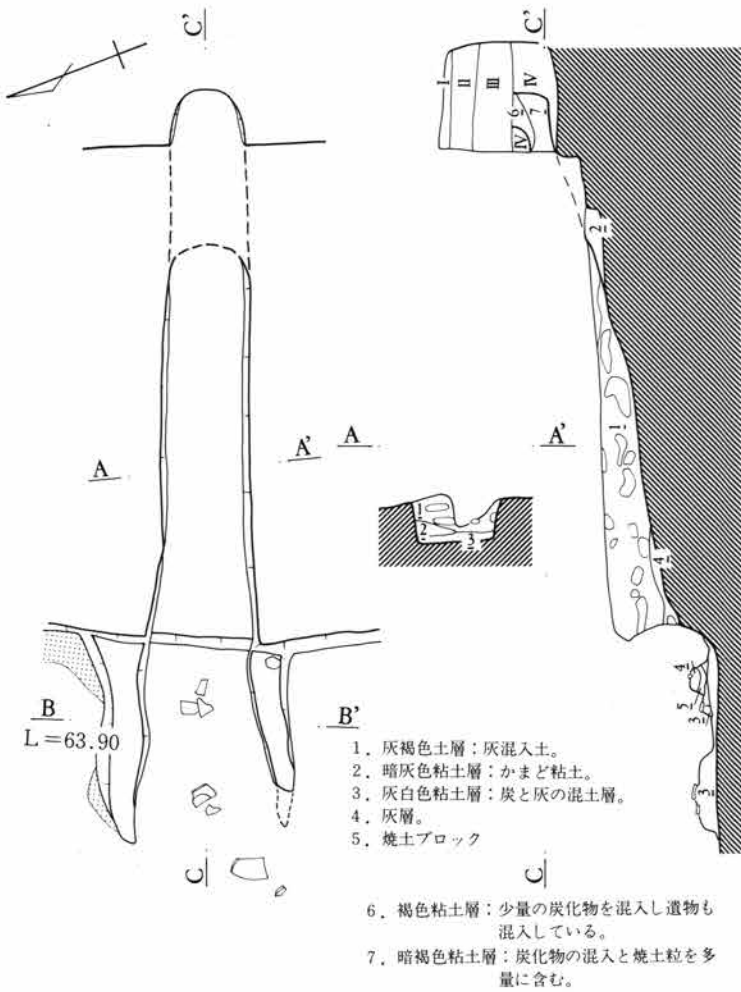 C'
C'
I
II
III
IV
6
7
IV
2
1
A
A'
A
A'
1
2
3
4
B
L=63.90
B'
4
5
3
3
1．灰褐色土層：灰混入土。
2．暗灰色粘土層：かまど粘土。
3．灰白色粘土層：炭と灰の混土層。
4．灰層。
5．焼土ブロック
C
C
6．褐色粘土層：少量の炭化物を混入し遺物も
混入している。
7．暗褐色粘土層：炭化物の混入と焼土粒を多
量に含む。